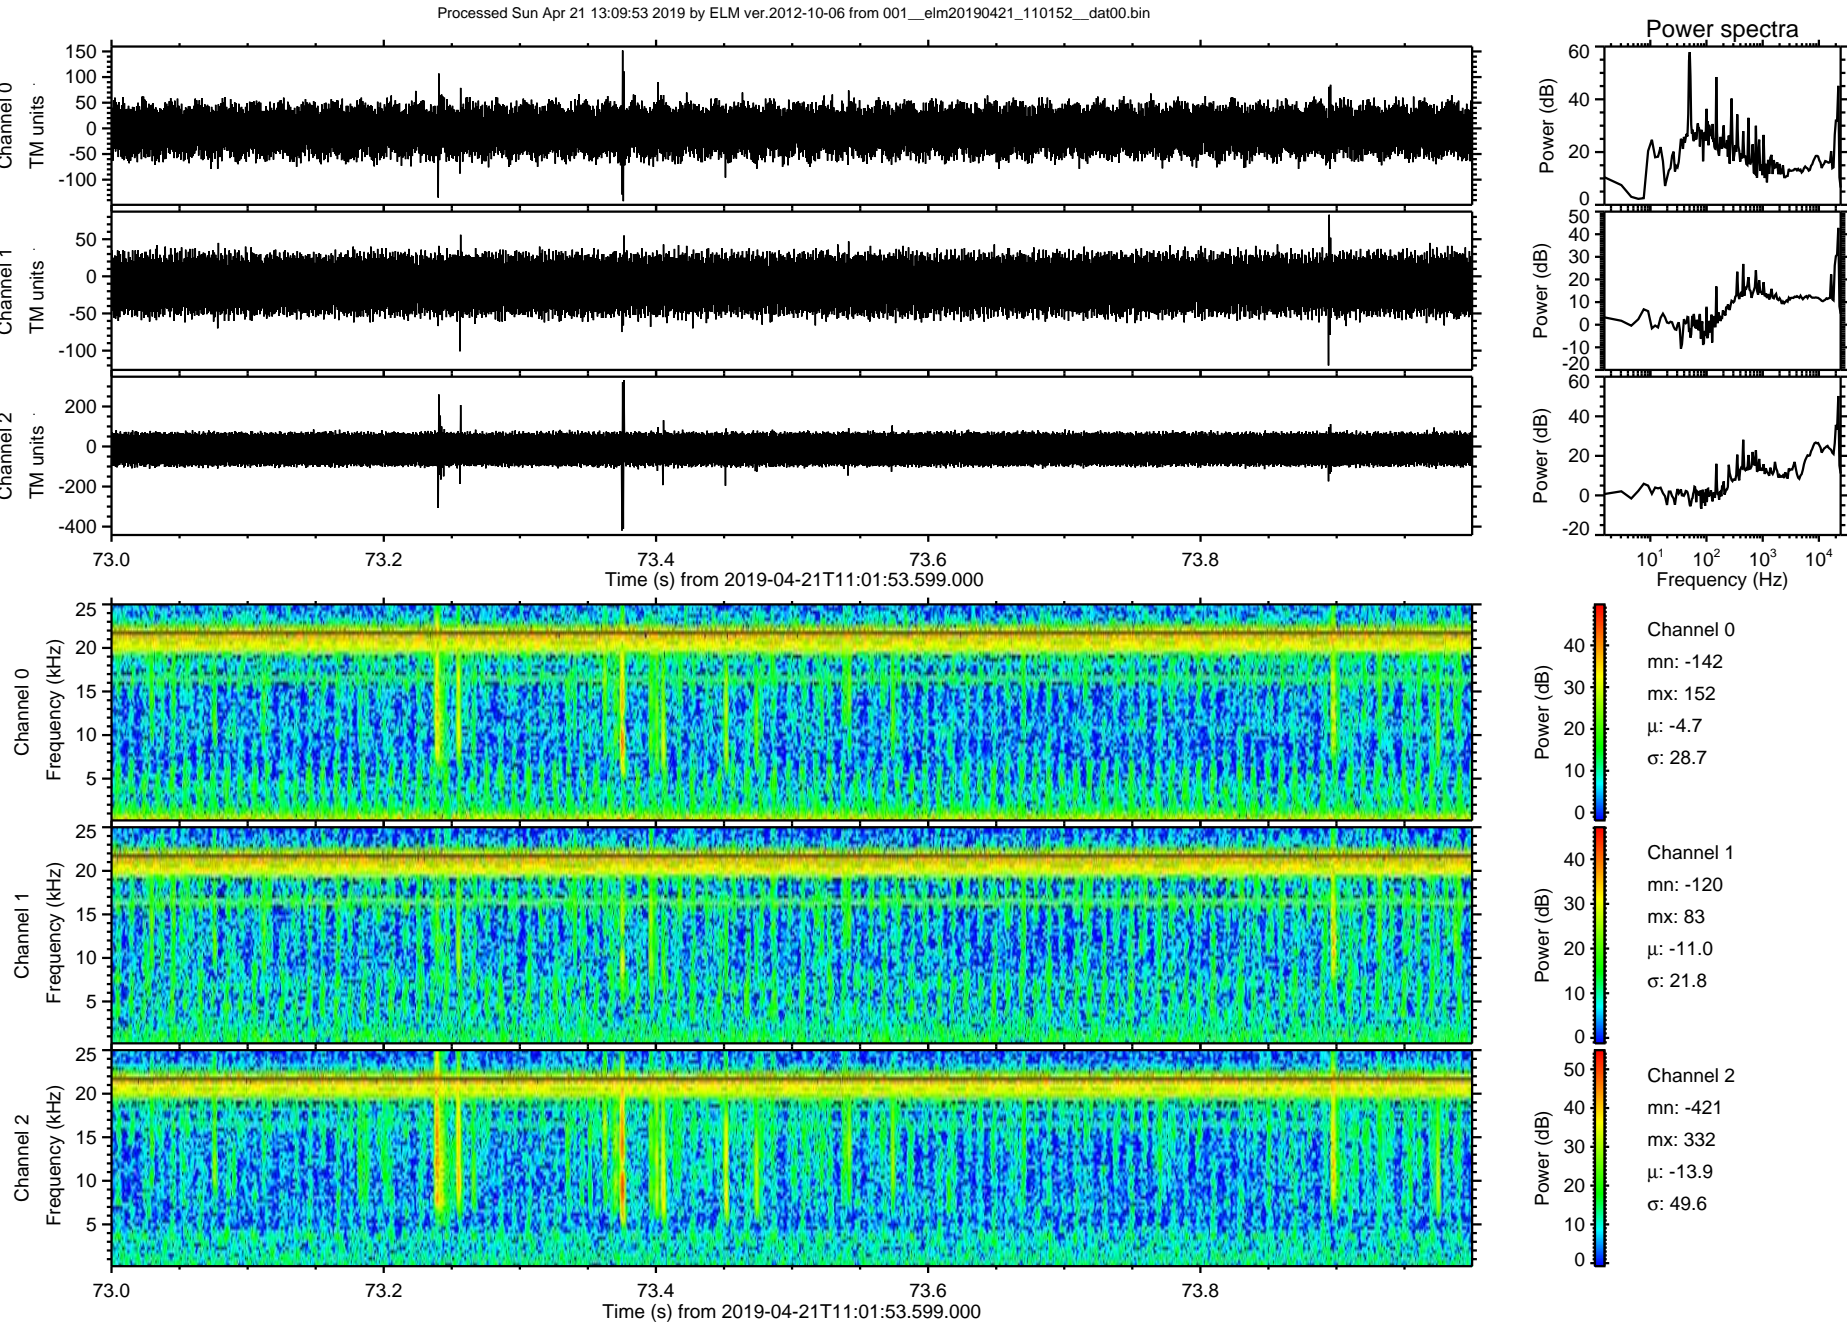 Processed Sun Apr 21 13:09:53 2019 by ELM ver.2012-10-06 from 001__elm20190421_110152__dat00.bin
Power spectra
Channel 0
TM units
150
100
50
0
-50
-100
Power (dB)
60
40
20
0
Channel 1
TM units
50
0
-50
-100
Power (dB)
50
40
30
20
10
0
-10
-20
Channel 2
TM units
200
0
-200
-400
Power (dB)
60
40
20
0
-20
73.0 73.2 73.4 73.6 73.8
Time (s) from 2019-04-21T11:01:53.599.000
10^1 10^2 10^3 10^4
Frequency (Hz)
Channel 0
Frequency (kHz)
25
20
15
10
5
Power (dB)
40
30
20
10
0
Channel 0
mn: -142
mx: 152
μ: -4.7
σ: 28.7
Channel 1
Frequency (kHz)
25
20
15
10
5
Power (dB)
40
30
20
10
0
Channel 1
mn: -120
mx: 83
μ: -11.0
σ: 21.8
Channel 2
Frequency (kHz)
25
20
15
10
5
Power (dB)
50
40
30
20
10
0
Channel 2
mn: -421
mx: 332
μ: -13.9
σ: 49.6
73.0 73.2 73.4 73.6 73.8
Time (s) from 2019-04-21T11:01:53.599.000